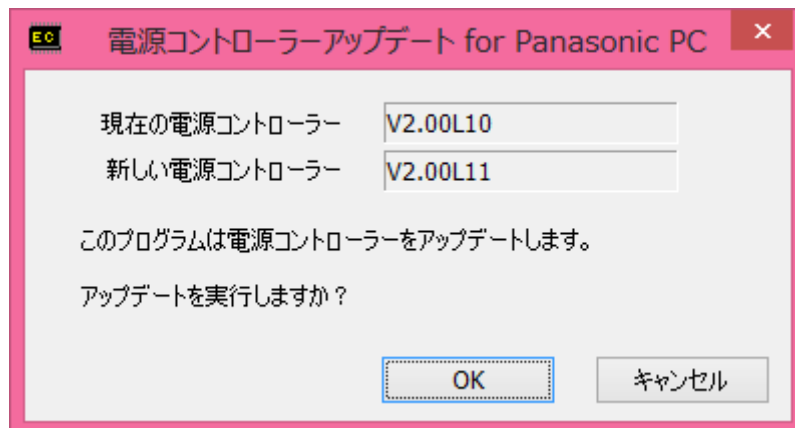 EC 電源コントローラーアップデート for Panasonic PC ×
現在の電源コントローラー V2.00L10
新しい電源コントローラー V2.00L11
このプログラムは電源コントローラーをアップデートします。
アップデートを実行しますか？
OK キャンセル